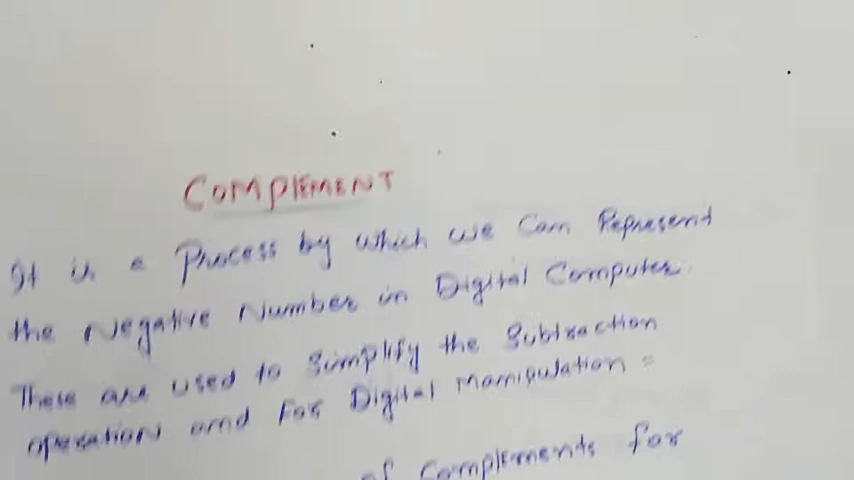 COMPLEMENT
It is a Process by which we Can Represent
the Negative Number in Digital Computer.
These are used to Simplify the Subtraction
operation and For Digital Manipulation =
of Complements for